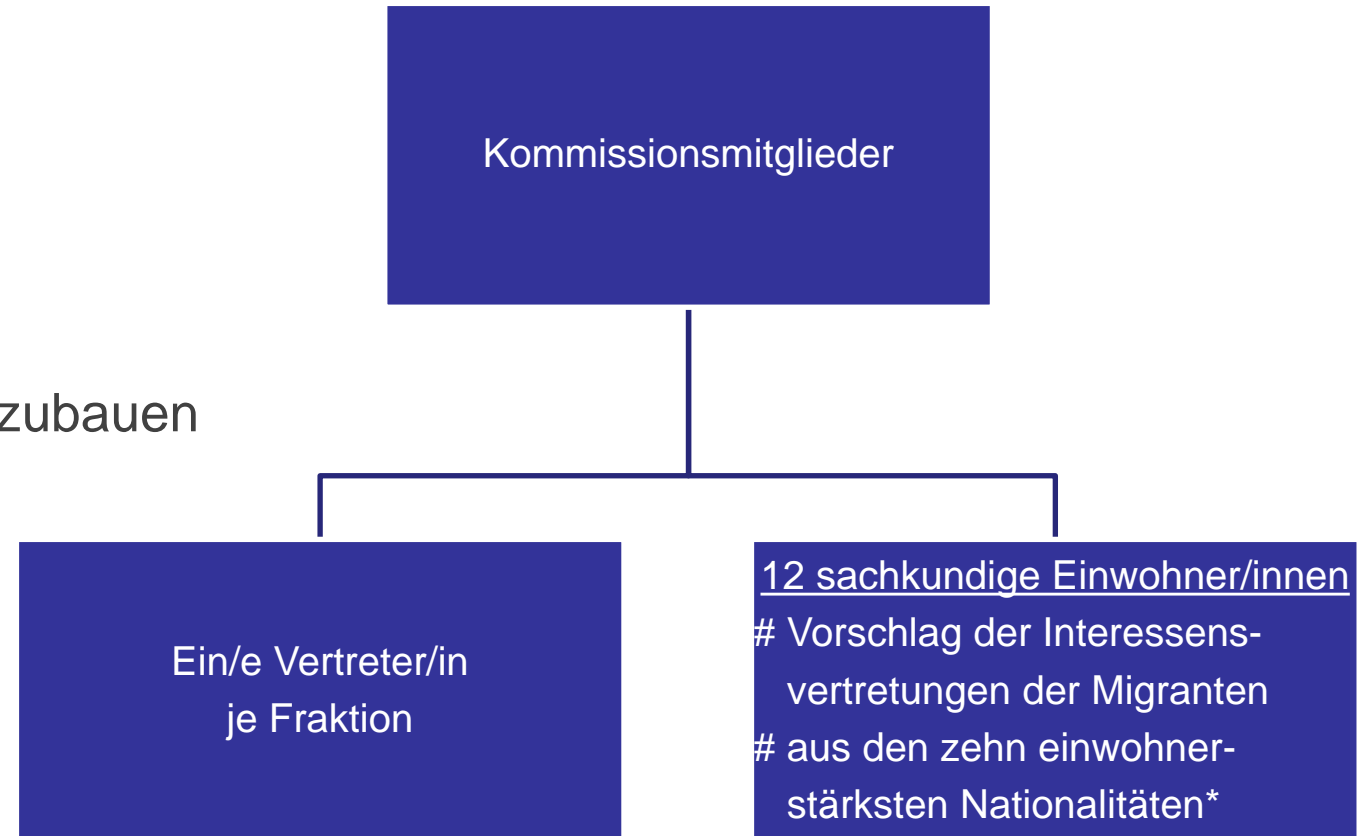 Kommissionsmitglieder
zubauen
Ein/e Vertreter/in
je Fraktion
12 sachkundige Einwohner/innen
# Vorschlag der Interessens-
vertretungen der Migranten
# aus den zehn einwohner-
stärksten Nationalitäten*